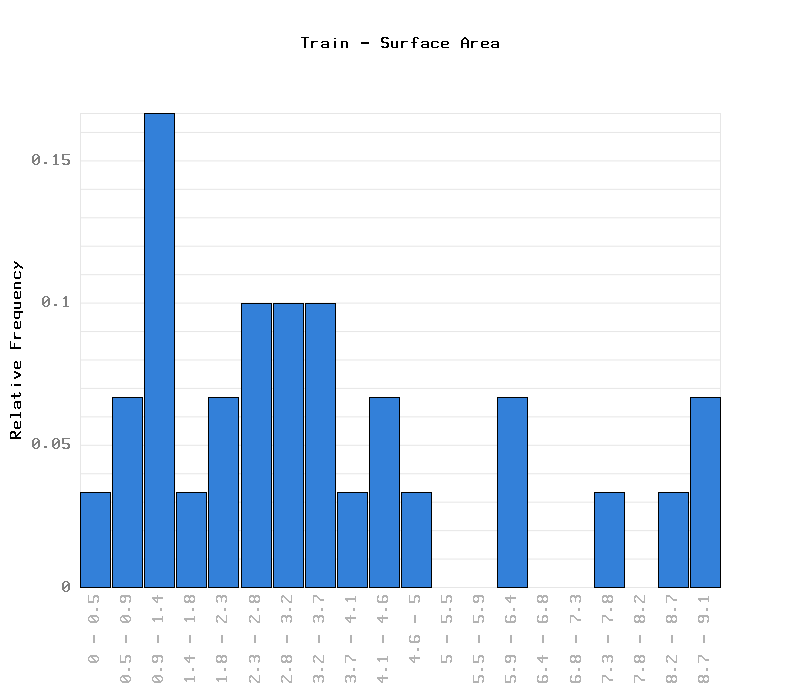 Train - Surface Area
Relative Frequency
0.15
0.1
0.05
0
0 - 0.5
0.5 - 0.9
0.9 - 1.4
1.4 - 1.8
1.8 - 2.3
2.3 - 2.8
2.8 - 3.2
3.2 - 3.7
3.7 - 4.1
4.1 - 4.6
4.6 - 5
5 - 5.5
5.5 - 5.9
5.9 - 6.4
6.4 - 6.8
6.8 - 7.3
7.3 - 7.8
7.8 - 8.2
8.2 - 8.7
8.7 - 9.1